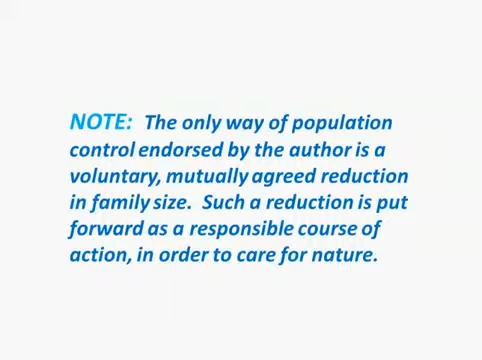 NOTE: The only way of population
control endorsed by the author is a
voluntary, mutually agreed reduction
in family size. Such a reduction is put
forward as a responsible course of
action, in order to care for nature.